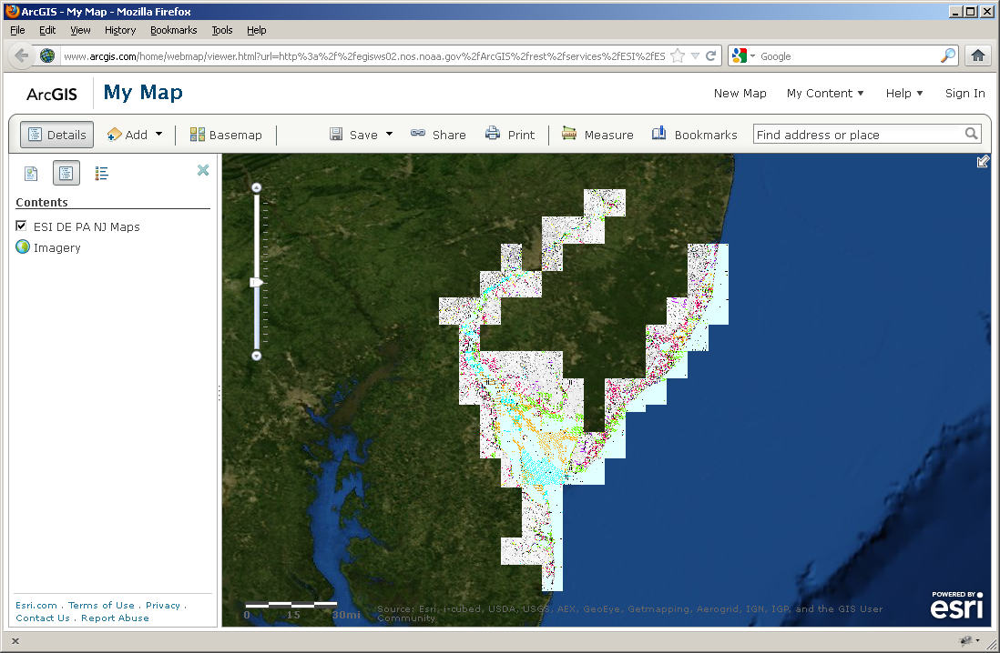 ArcGIS - My Map - Mozilla Firefox
File Edit View History Bookmarks Tools Help
www.arcgis.com/home/webmap/viewer.html?url=http%3a%2f%2fegisws02.nos.noaa.gov%2fArcGIS%2frest%2fservices%2fESI%2fES
Google
ArcGIS My Map
New Map My Content Help Sign In
Details Add Basemap Save Share Print Measure Bookmarks Find address or place
Contents
ESI DE PA NJ Maps
Imagery
Esri.com . Terms of Use . Privacy .
Contact Us . Report Abuse
0 15 30mi
Source: Esri, i-cubed, USDA, USGS, AEX, GeoEye, Getmapping, Aerogrid, IGN, IGP, and the GIS User
Community
POWERED BY
esri